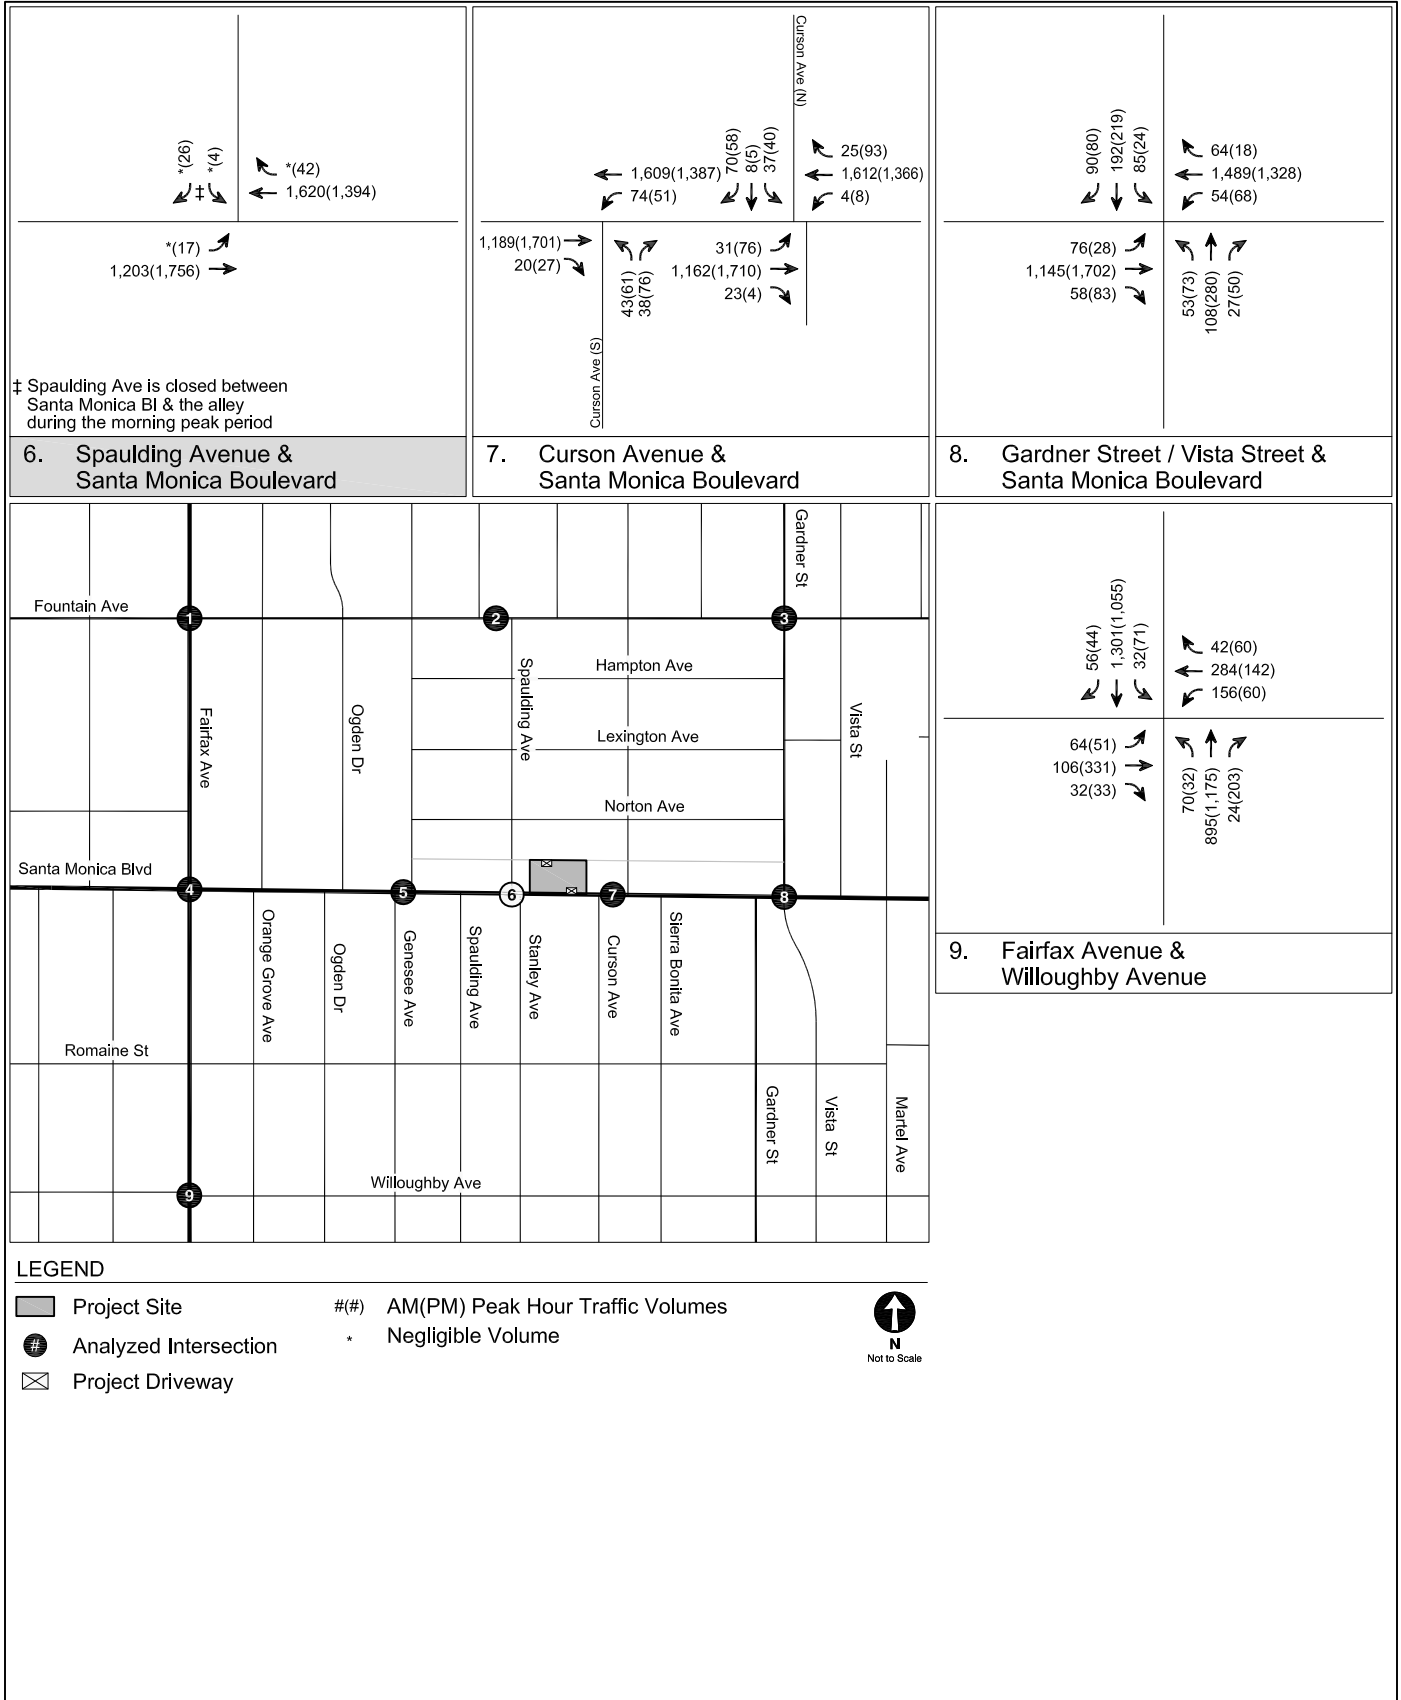 *(26)
*(4)
‡
*(42)
1,620(1,394)
*(17)
1,203(1,756)
‡ Spaulding Ave is closed between
Santa Monica Bl & the alley
during the morning peak period
6. Spaulding Avenue &
Santa Monica Boulevard
Curson Ave (N)
1,609(1,387)
74(51)
70(58)
8(5)
37(40)
25(93)
1,612(1,366)
4(8)
1,189(1,701)
20(27)
43(61)
38(76)
31(76)
1,162(1,710)
23(4)
Curson Ave (S)
7. Curson Avenue &
Santa Monica Boulevard
90(80)
192(219)
85(24)
64(18)
1,489(1,328)
54(68)
76(28)
1,145(1,702)
58(83)
53(73)
108(280)
27(50)
8. Gardner Street / Vista Street &
Santa Monica Boulevard
Gardner St
Fountain Ave
1
2
3
Hampton Ave
Spaulding Ave
Fairfax Ave
Ogden Dr
Lexington Ave
Vista St
Norton Ave
Santa Monica Blvd
4
5
6
7
8
Orange Grove Ave
Ogden Dr
Genesee Ave
Spaulding Ave
Stanley Ave
Curson Ave
Sierra Bonita Ave
Romaine St
Gardner St
Vista St
Martel Ave
Willoughby Ave
9
56(44)
1,301(1,055)
32(71)
42(60)
284(142)
156(60)
64(51)
106(331)
32(33)
70(32)
895(1,175)
24(203)
9. Fairfax Avenue &
Willoughby Avenue
LEGEND
Project Site
#(#) AM(PM) Peak Hour Traffic Volumes
# Analyzed Intersection
* Negligible Volume
Project Driveway
N
Not to Scale